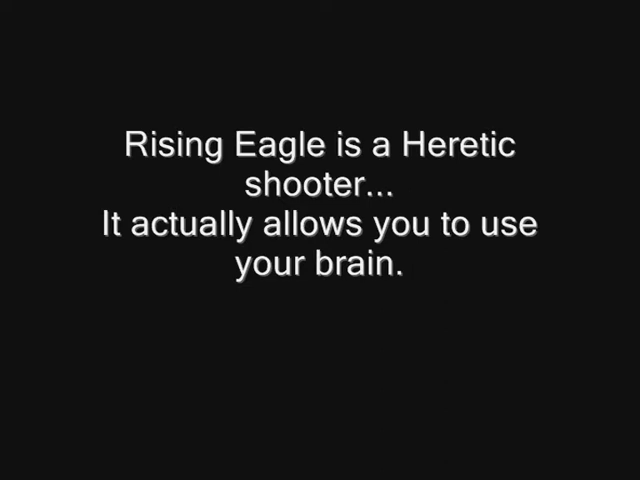 Rising Eagle is a Heretic
shooter...
It actually allows you to use
your brain.